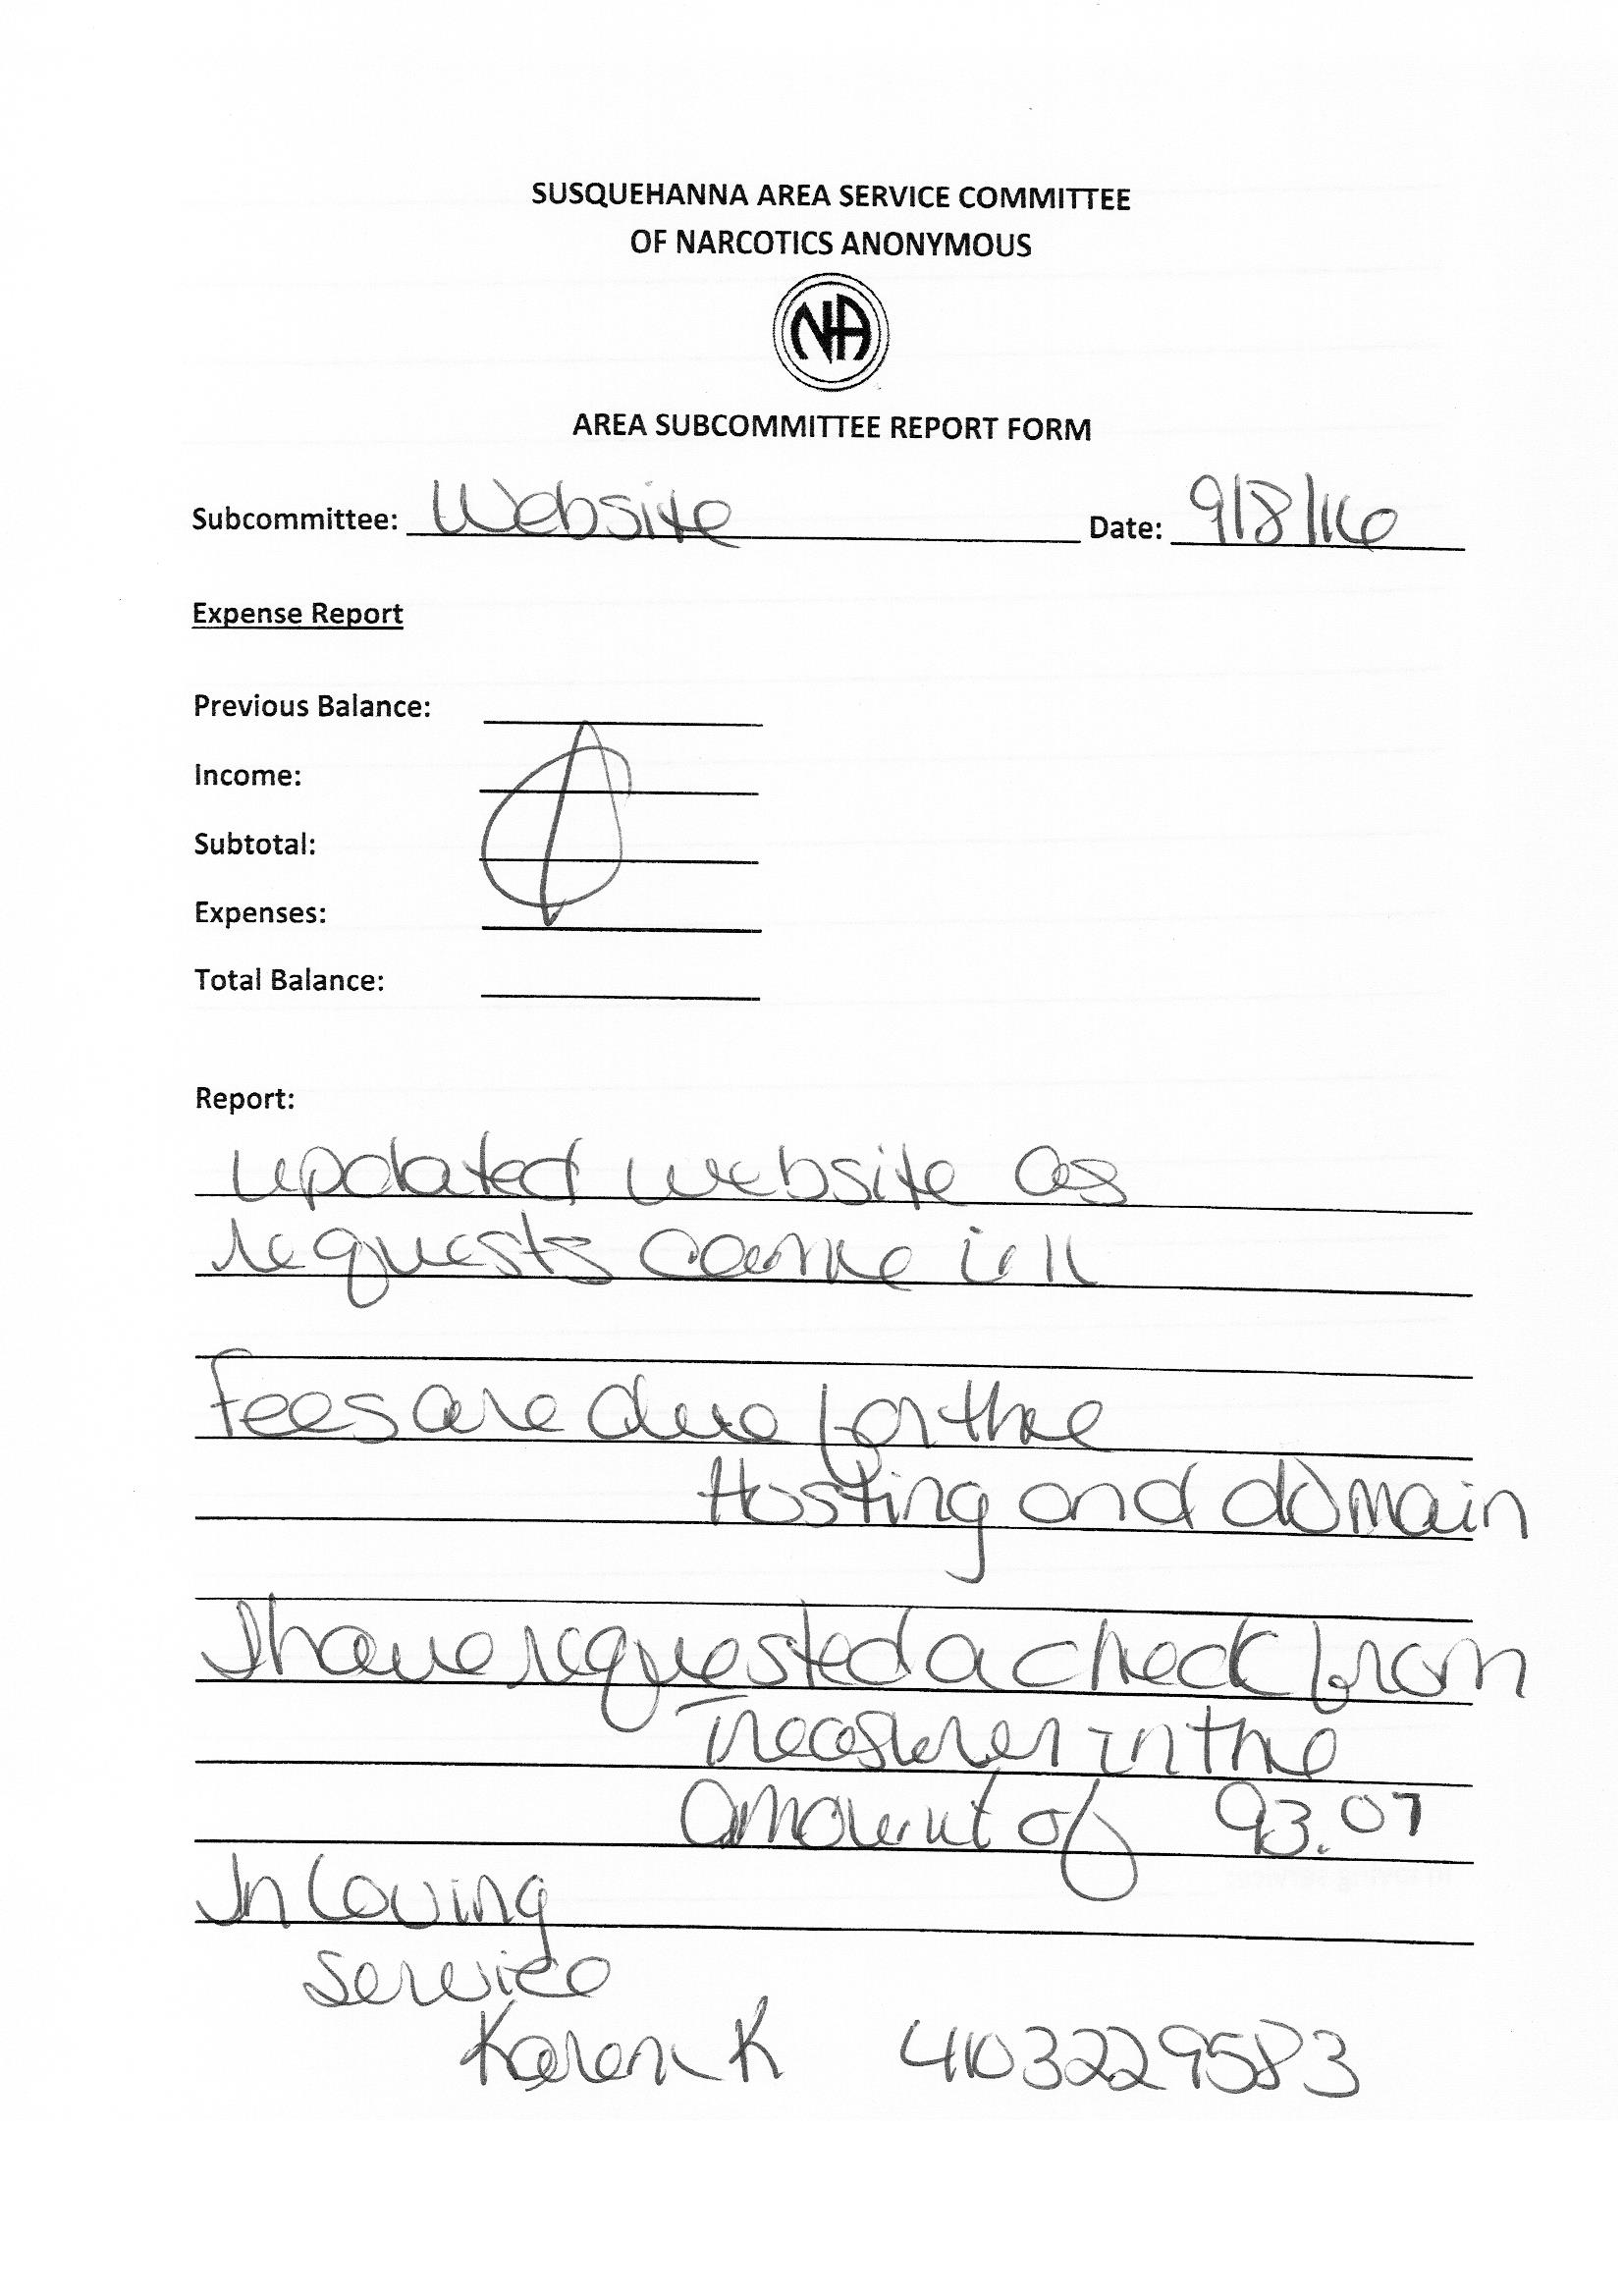 SUSQUEHANNA AREA SERVICE COMMITTEE
OF NARCOTICS ANONYMOUS
NA
AREA SUBCOMMITTEE REPORT FORM
Subcommittee: Website Date: 9/8/16
Expense Report
Previous Balance:
Income:
Subtotal:
Expenses:
Total Balance:
Report:
updated website as
requests came in
Fees are due for the
Hosting and domain
I have requested a check from
Treasurer in the
amount of 93.07
In loving
service
Karen K 4103229583